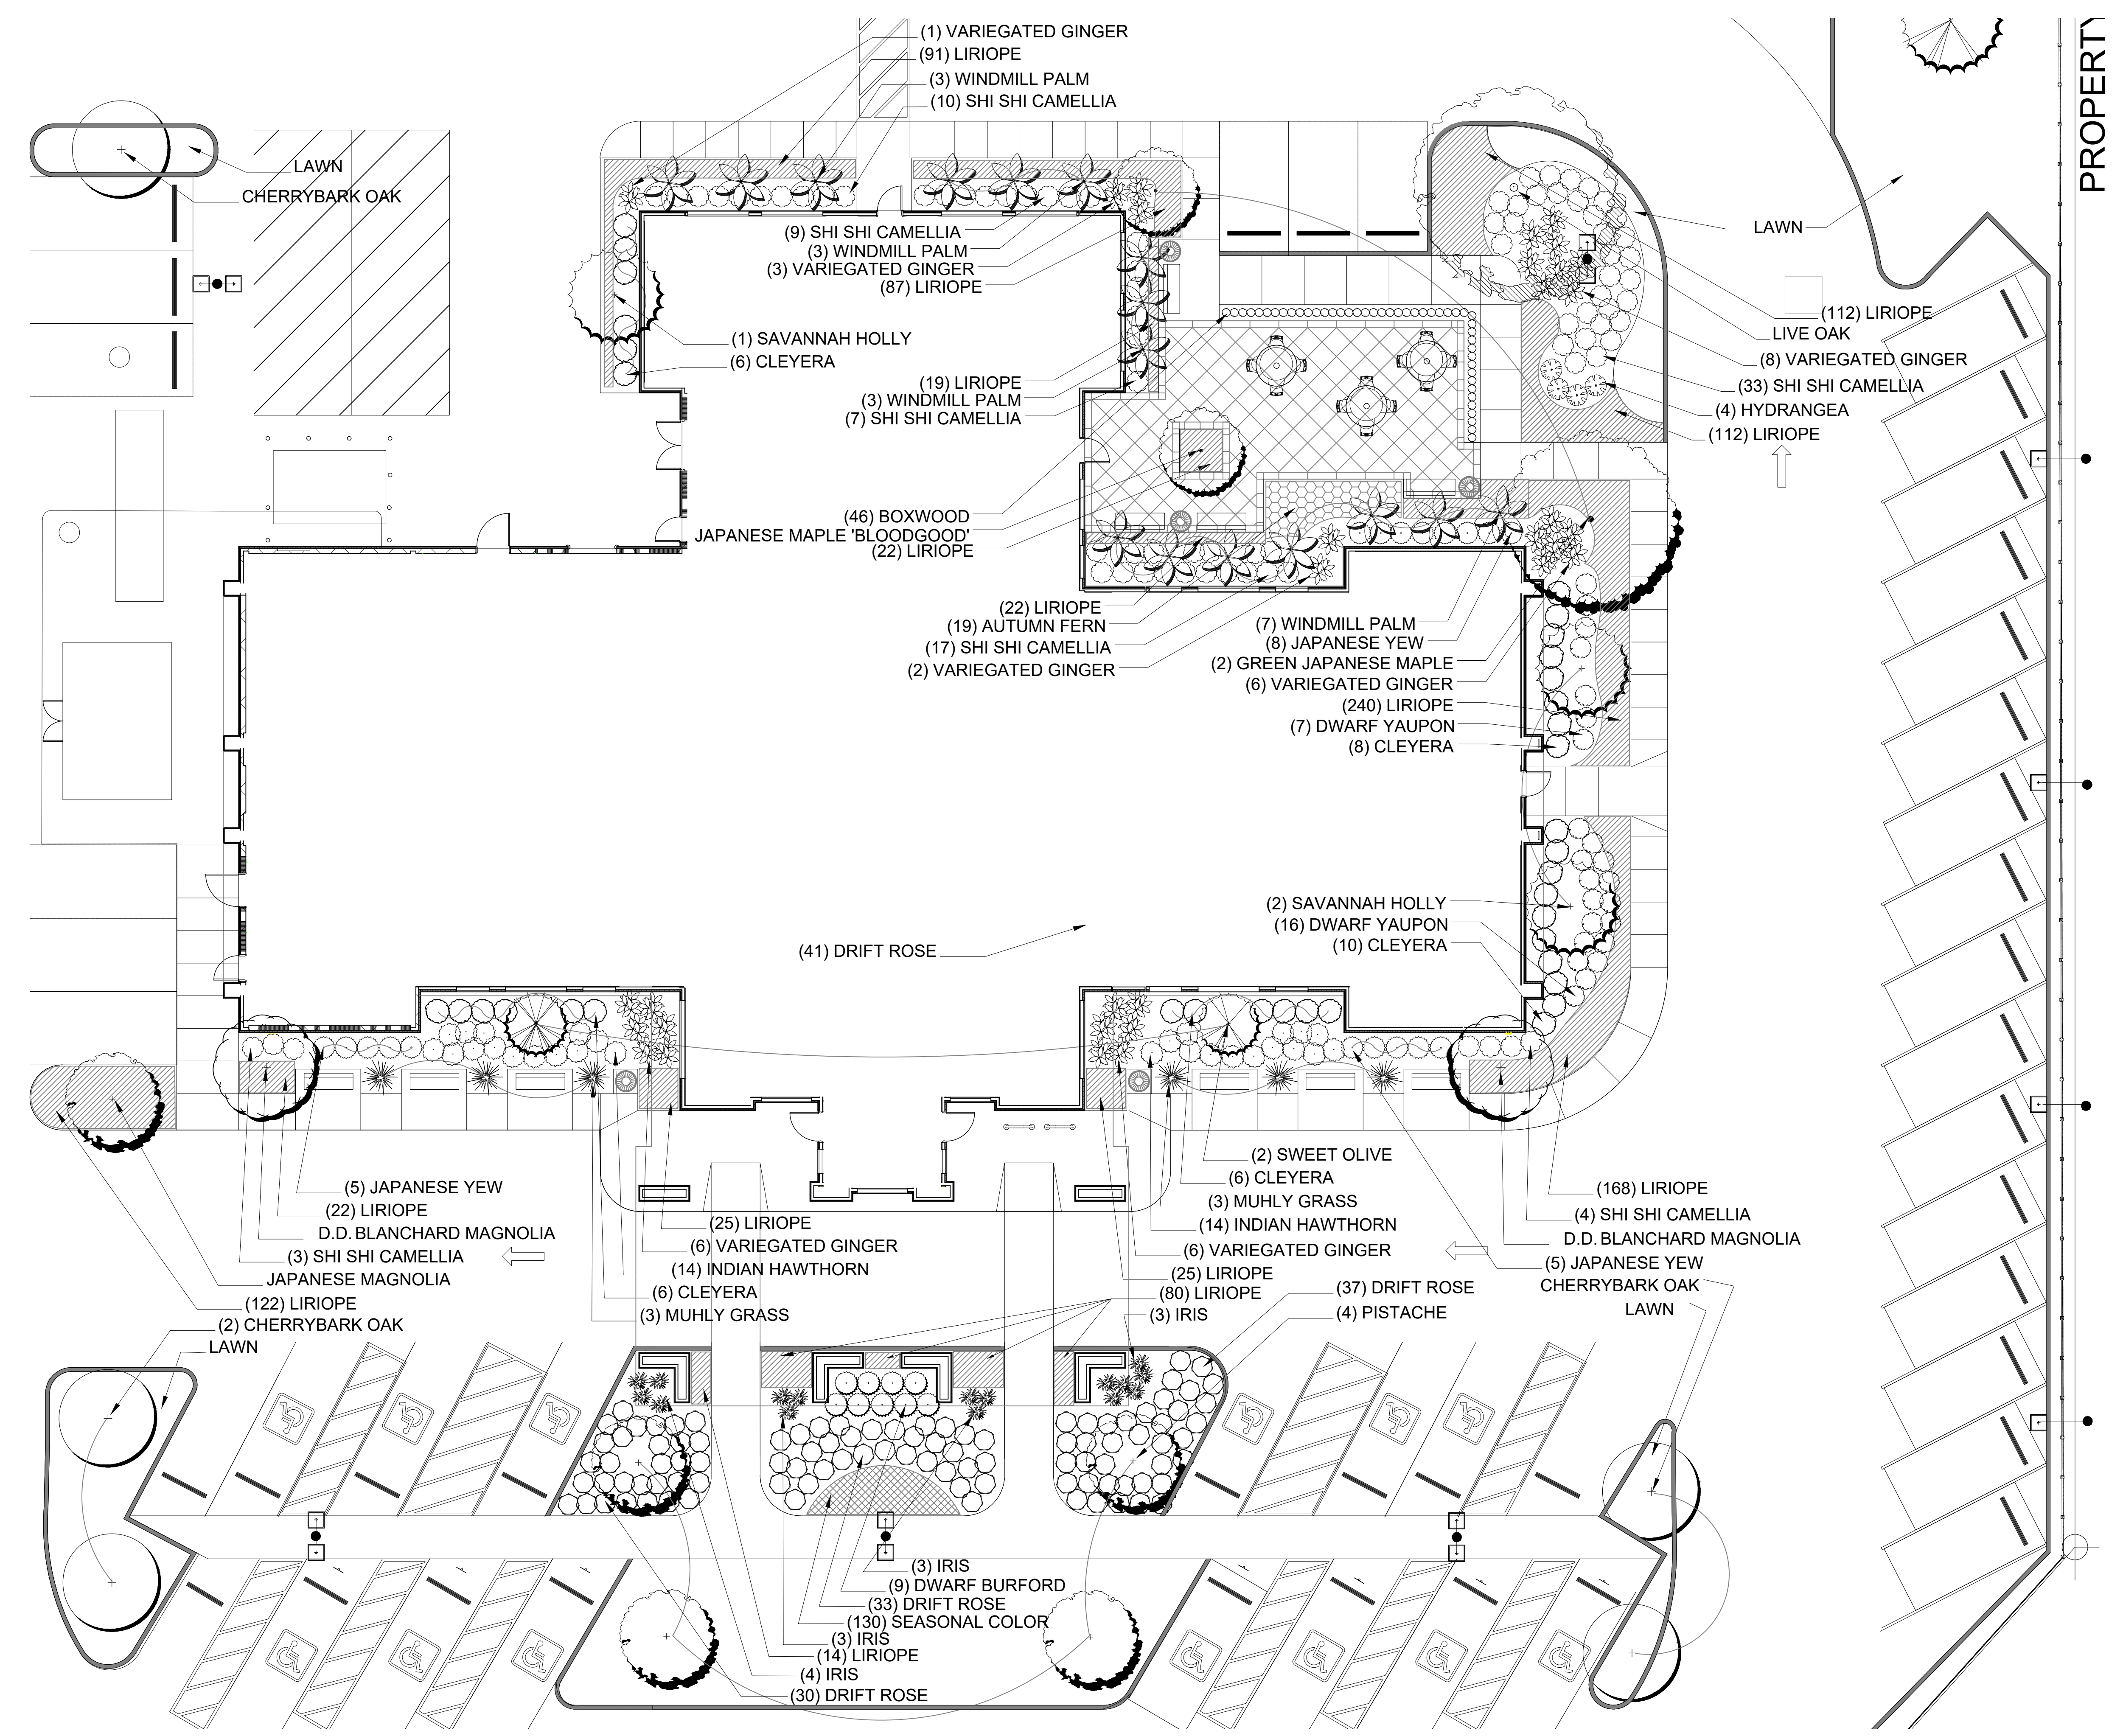 (1) VARIEGATED GINGER
(91) LIRIOPE
(3) WINDMILL PALM
(10) SHI SHI CAMELLIA
PROPERTY
LAWN
CHERRYBARK OAK
(9) SHI SHI CAMELLIA
(3) WINDMILL PALM
(3) VARIEGATED GINGER
(87) LIRIOPE
LAWN
(1) SAVANNAH HOLLY
(6) CLEYERA
(112) LIRIOPE
LIVE OAK
(8) VARIEGATED GINGER
(33) SHI SHI CAMELLIA
(4) HYDRANGEA
(112) LIRIOPE
(19) LIRIOPE
(3) WINDMILL PALM
(7) SHI SHI CAMELLIA
(46) BOXWOOD
JAPANESE MAPLE 'BLOODGOOD'
(22) LIRIOPE
(22) LIRIOPE
(19) AUTUMN FERN
(17) SHI SHI CAMELLIA
(2) VARIEGATED GINGER
(7) WINDMILL PALM
(8) JAPANESE YEW
(2) GREEN JAPANESE MAPLE
(6) VARIEGATED GINGER
(240) LIRIOPE
(7) DWARF YAUPON
(8) CLEYERA
(2) SAVANNAH HOLLY
(16) DWARF YAUPON
(10) CLEYERA
(41) DRIFT ROSE
(5) JAPANESE YEW
(22) LIRIOPE
D.D. BLANCHARD MAGNOLIA
(3) SHI SHI CAMELLIA
JAPANESE MAGNOLIA
(122) LIRIOPE
(2) CHERRYBARK OAK
LAWN
(25) LIRIOPE
(6) VARIEGATED GINGER
(14) INDIAN HAWTHORN
(6) CLEYERA
(3) MUHLY GRASS
(2) SWEET OLIVE
(6) CLEYERA
(3) MUHLY GRASS
(14) INDIAN HAWTHORN
(6) VARIEGATED GINGER
(25) LIRIOPE
(80) LIRIOPE
(3) IRIS
(37) DRIFT ROSE
(4) PISTACHE
(168) LIRIOPE
(4) SHI SHI CAMELLIA
D.D. BLANCHARD MAGNOLIA
(5) JAPANESE YEW
CHERRYBARK OAK
LAWN
(3) IRIS
(9) DWARF BURFORD
(33) DRIFT ROSE
(130) SEASONAL COLOR
(3) IRIS
(14) LIRIOPE
(4) IRIS
(30) DRIFT ROSE